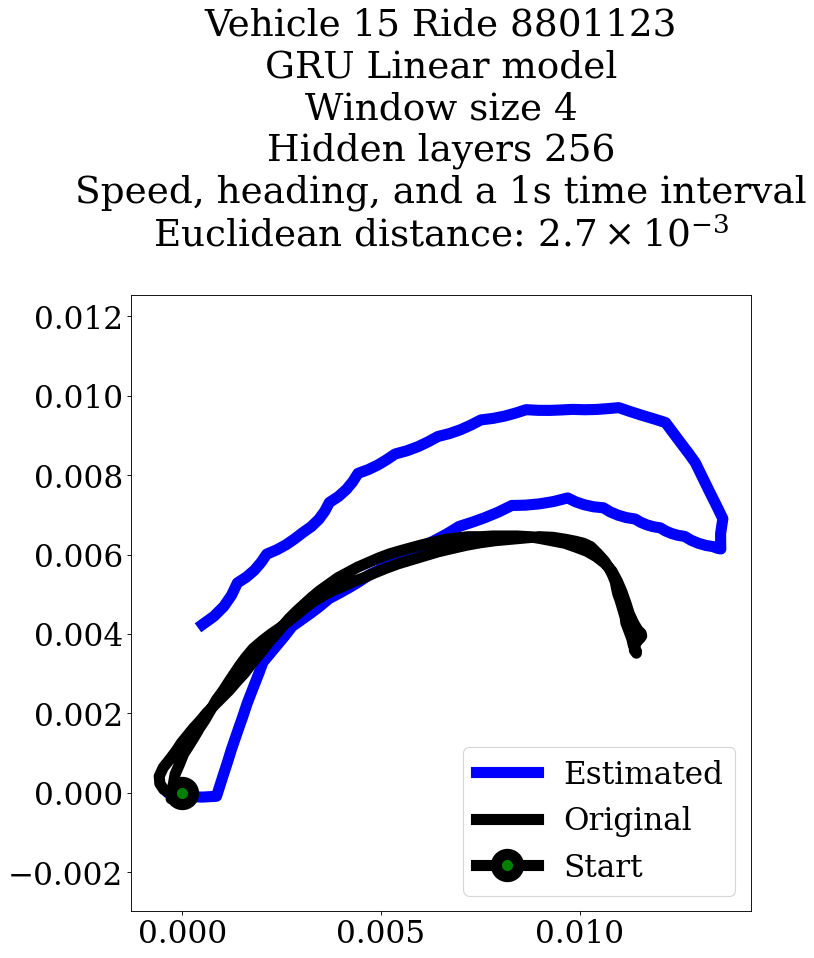 Vehicle 15 Ride 8801123
GRU Linear model
Window size 4
Hidden layers 256
Speed, heading, and a 1s time interval
Euclidean distance: 2.7 × 10⁻³
0.012
0.010
0.008
0.006
0.004
0.002
0.000
−0.002
0.000 0.005 0.010
Estimated
Original
Start